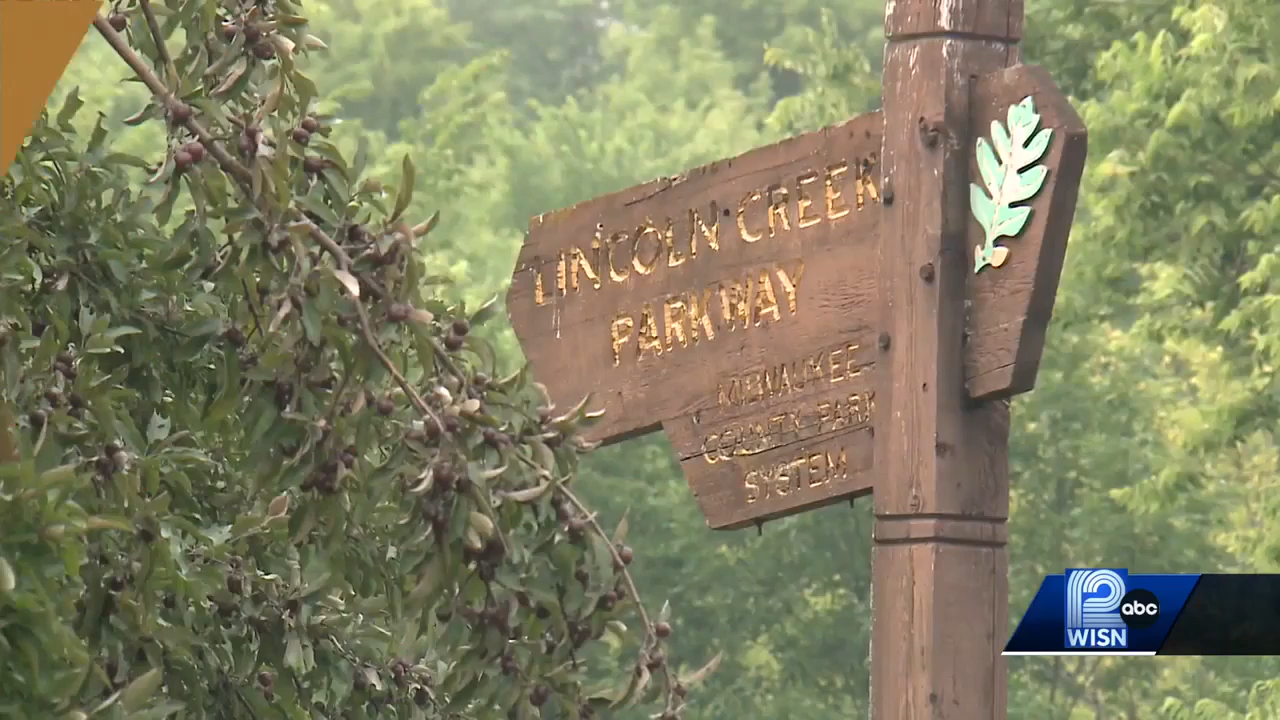 LINCOLN CREEK
PARKWAY
MILWAUKEE
COUNTY PARK
SYSTEM
12
abc
WISN